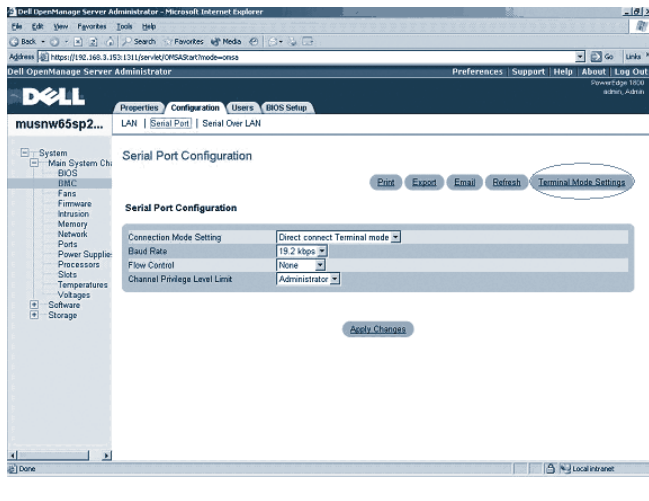 Dell OpenManage Server Administrator - Microsoft Internet Explorer
File Edit View Favorites Tools Help
Back Search Favorites Media
Address https://192.168.3.153:1311/servlet/OMSAStart?mode=omsa Go Links
Dell OpenManage Server Administrator Preferences Support Help About Log Out
PowerEdge 1800
admin, Admin
DELL
Properties Configuration Users BIOS Setup
musnw65sp2... LAN | Serial Port | Serial Over LAN
System
Main System Cha
BIOS
BMC
Fans
Firmware
Intrusion
Memory
Network
Ports
Power Supplie
Processors
Slots
Temperatures
Voltages
Software
Storage
Serial Port Configuration
Print Export Email Refresh Terminal Mode Settings
Serial Port Configuration
Connection Mode Setting Direct connect Terminal mode
Baud Rate 19.2 kbps
Flow Control None
Channel Privilege Level Limit Administrator
Apply Changes
Done Local intranet